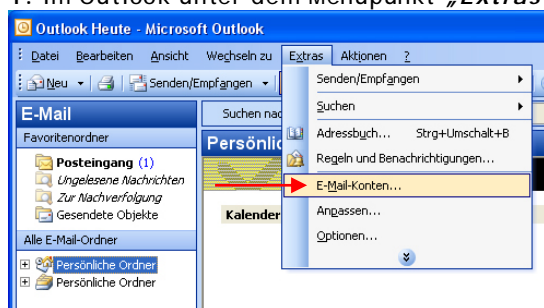 1. Im Outlook unter dem Menüpunkt „Extras
Outlook Heute - Microsoft Outlook
Datei Bearbeiten Ansicht Wechseln zu Extras Aktionen ?
Neu Senden/Empfangen
E-Mail
Suchen nac
Favoritenordner
Persönlic
Posteingang (1)
Ungelesene Nachrichten
Zur Nachverfolgung
Gesendete Objekte
Kalender
Alle E-Mail-Ordner
Persönliche Ordner
Persönliche Ordner
Senden/Empfangen
Suchen
Adressbuch... Strg+Umschalt+B
Regeln und Benachrichtigungen...
E-Mail-Konten...
Anpassen...
Optionen...